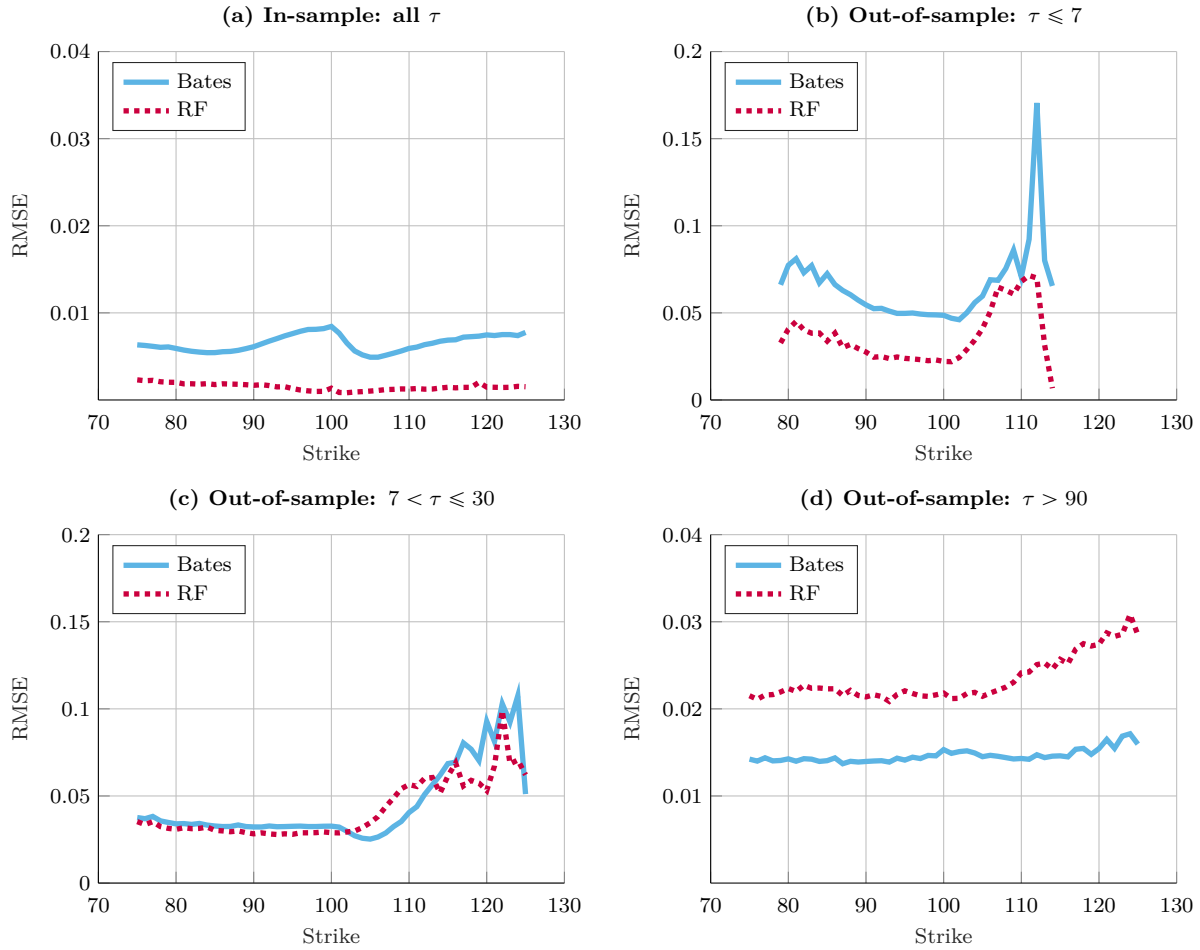 (a) In-sample: all τ
0.04
0.03
0.02
0.01
70 80 90 100 110 120 130
RMSE
Strike
Bates
RF
(b) Out-of-sample: τ ⩽ 7
0.2
0.15
0.1
0.05
0
70 80 90 100 110 120 130
RMSE
Strike
Bates
RF
(c) Out-of-sample: 7 < τ ⩽ 30
0.2
0.15
0.1
0.05
0
70 80 90 100 110 120 130
RMSE
Strike
Bates
RF
(d) Out-of-sample: τ > 90
0.04
0.03
0.02
0.01
70 80 90 100 110 120 130
RMSE
Strike
Bates
RF